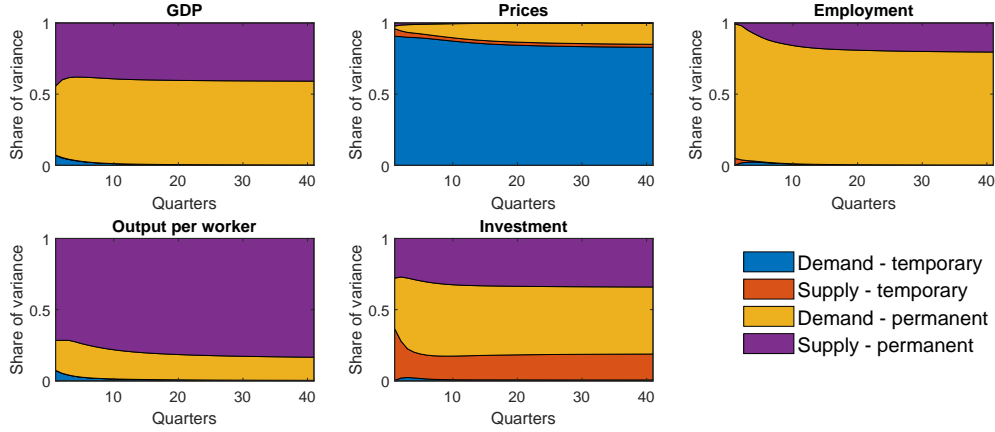 GDP
Share of variance
1
0.5
0
10 20 30 40
Quarters
Prices
Share of variance
1
0.5
0
10 20 30 40
Quarters
Employment
Share of variance
1
0.5
0
10 20 30 40
Quarters
Output per worker
Share of variance
1
0.5
0
10 20 30 40
Quarters
Investment
Share of variance
1
0.5
0
10 20 30 40
Quarters
Demand - temporary
Supply - temporary
Demand - permanent
Supply - permanent